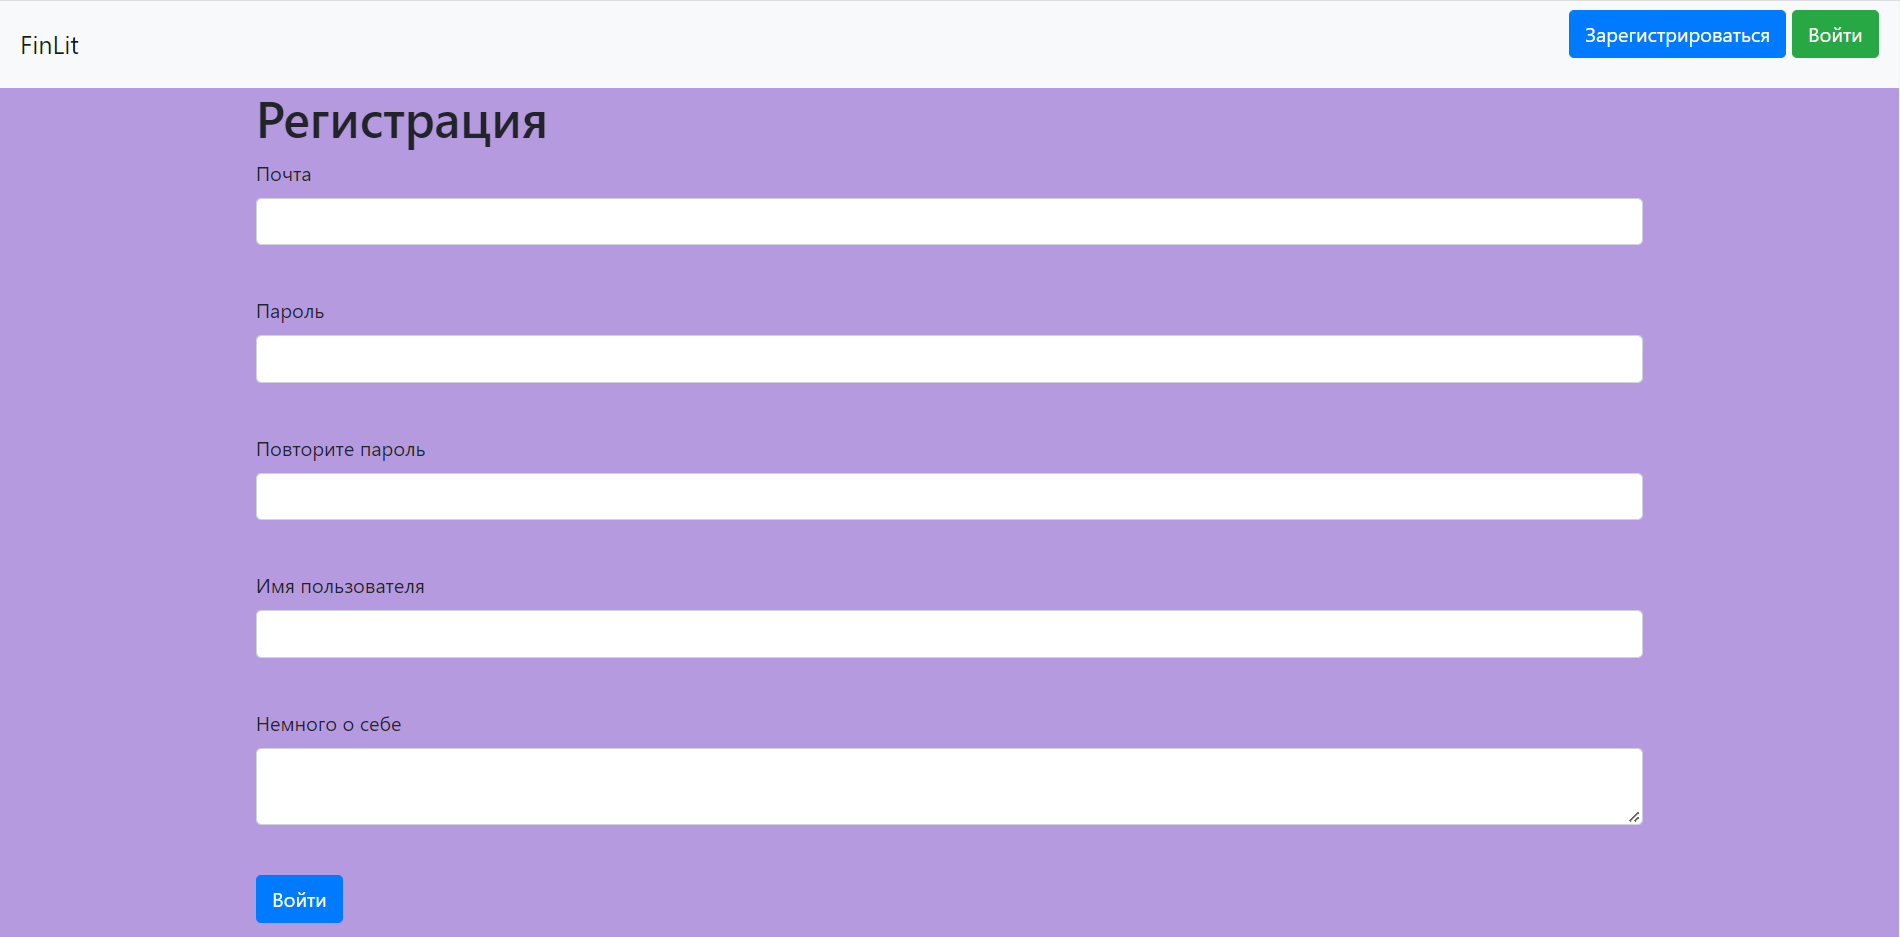 FinLit
Зарегистрироваться
Войти
Регистрация
Почта
Пароль
Повторите пароль
Имя пользователя
Немного о себе
Войти